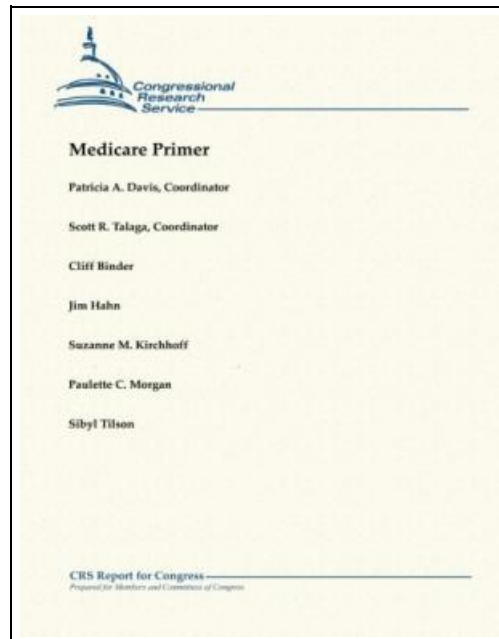 Congressional
Research
Service
Medicare Primer
Patricia A. Davis, Coordinator
Scott R. Talaga, Coordinator
Cliff Binder
Jim Hahn
Suzanne M. Kirchhoff
Paulette C. Morgan
Sibyl Tilson
CRS Report for Congress
Prepared for Members and Committees of Congress